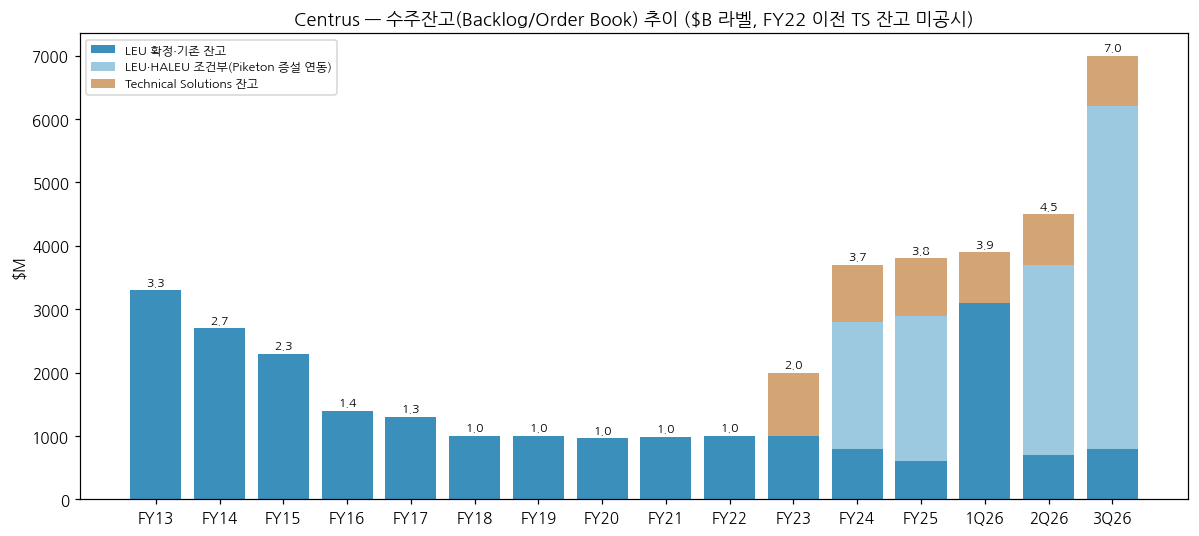 Centrus — 수주잔고(Backlog/Order Book) 추이 ($B 라벨, FY22 이전 TS 잔고 미공시)
LEU 확정·기존 잔고
LEU·HALEU 조건부(Piketon 증설 연동)
Technical Solutions 잔고
$M
7000
6000
5000
4000
3000
2000
1000
0
3.3
2.7
2.3
1.4
1.3
1.0
1.0
1.0
1.0
1.0
2.0
3.7
3.8
3.9
4.5
7.0
FY13
FY14
FY15
FY16
FY17
FY18
FY19
FY20
FY21
FY22
FY23
FY24
FY25
1Q26
2Q26
3Q26